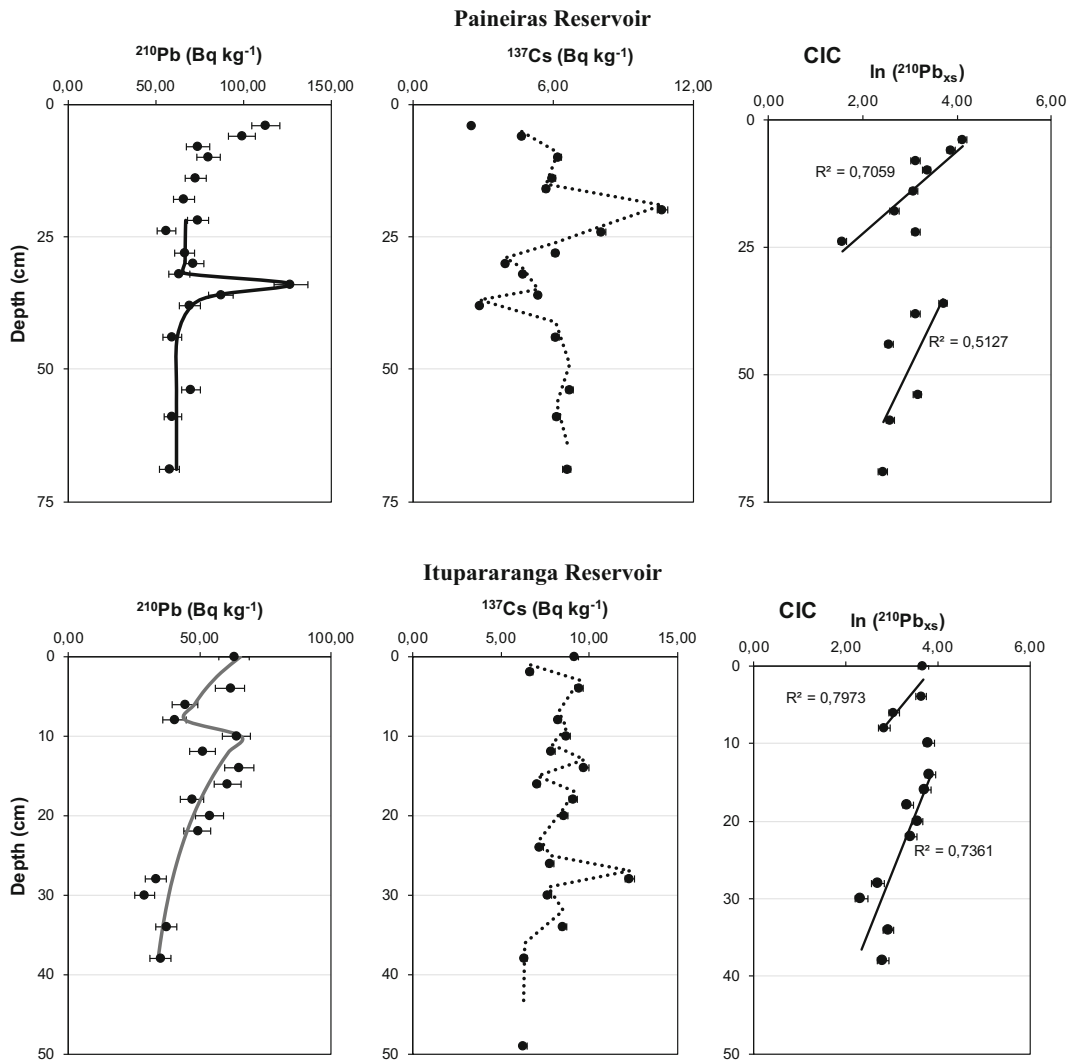 Paineiras Reservoir
²¹⁰Pb (Bq kg⁻¹)
0,00 50,00 100,00 150,00
0
25
50
75
Depth (cm)
¹³⁷Cs (Bq kg⁻¹)
0,00 6,00 12,00
0
25
50
75
CIC
ln (²¹⁰Pbxs)
0,00 2,00 4,00 6,00
0
25
50
75
R² = 0,7059
R² = 0,5127
Itupararanga Reservoir
²¹⁰Pb (Bq kg⁻¹)
0,00 50,00 100,00
0
10
20
30
40
50
Depth (cm)
¹³⁷Cs (Bq kg⁻¹)
0,00 5,00 10,00 15,00
0
10
20
30
40
50
CIC
ln (²¹⁰Pbxs)
0,00 2,00 4,00 6,00
0
10
20
30
40
50
R² = 0,7973
R² = 0,7361